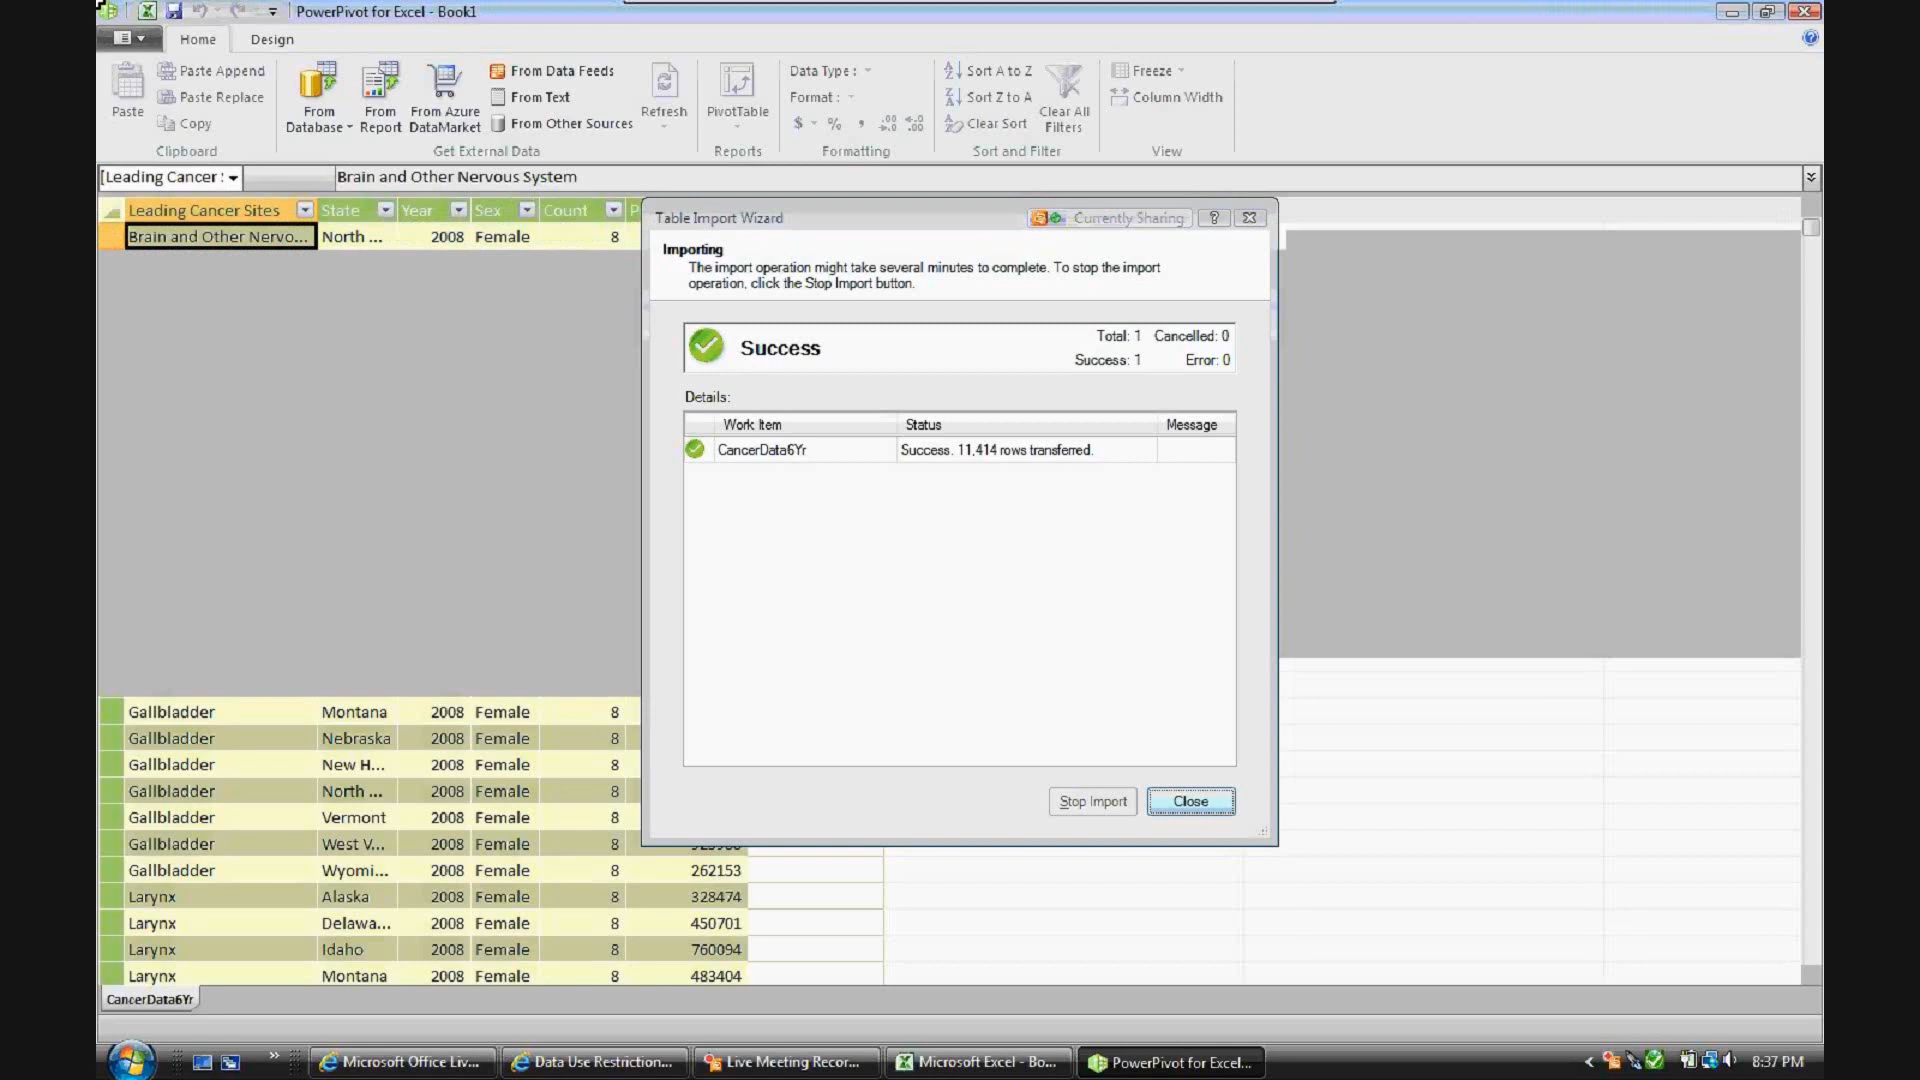 PowerPivot for Excel - Book1
Home Design
Paste
Paste Append
Paste Replace
Copy
Clipboard
From Database
From Report
From Azure DataMarket
From Data Feeds
From Text
From Other Sources
Get External Data
Refresh
PivotTable
Reports
Data Type :
Format :
$ % , .00 →.0 ←.0 .00
Formatting
Sort A to Z
Sort Z to A
Clear Sort
Clear All Filters
Sort and Filter
Freeze
Column Width
View
[Leading Cancer Brain and Other Nervous System
Leading Cancer Sites State Year Sex Count
Brain and Other Nervo... North ... 2008 Female 8
Table Import Wizard Currently Sharing ?
Importing
The import operation might take several minutes to complete. To stop the import
operation, click the Stop Import button.
Success
Total: 1 Cancelled: 0
Success: 1 Error: 0
Details:
Work Item Status Message
CancerData6Yr Success. 11,414 rows transferred.
Stop Import Close
Gallbladder Montana 2008 Female 8
Gallbladder Nebraska 2008 Female 8
Gallbladder New H... 2008 Female 8
Gallbladder North ... 2008 Female 8
Gallbladder Vermont 2008 Female 8
Gallbladder West V... 2008 Female 8
Gallbladder Wyomi... 2008 Female 8 262153
Larynx Alaska 2008 Female 8 328474
Larynx Delawa... 2008 Female 8 450701
Larynx Idaho 2008 Female 8 760094
Larynx Montana 2008 Female 8 483404
CancerData6Yr
Microsoft Office Liv... Data Use Restriction... Live Meeting Recor... Microsoft Excel - Bo... PowerPivot for Excel... 8:37 PM